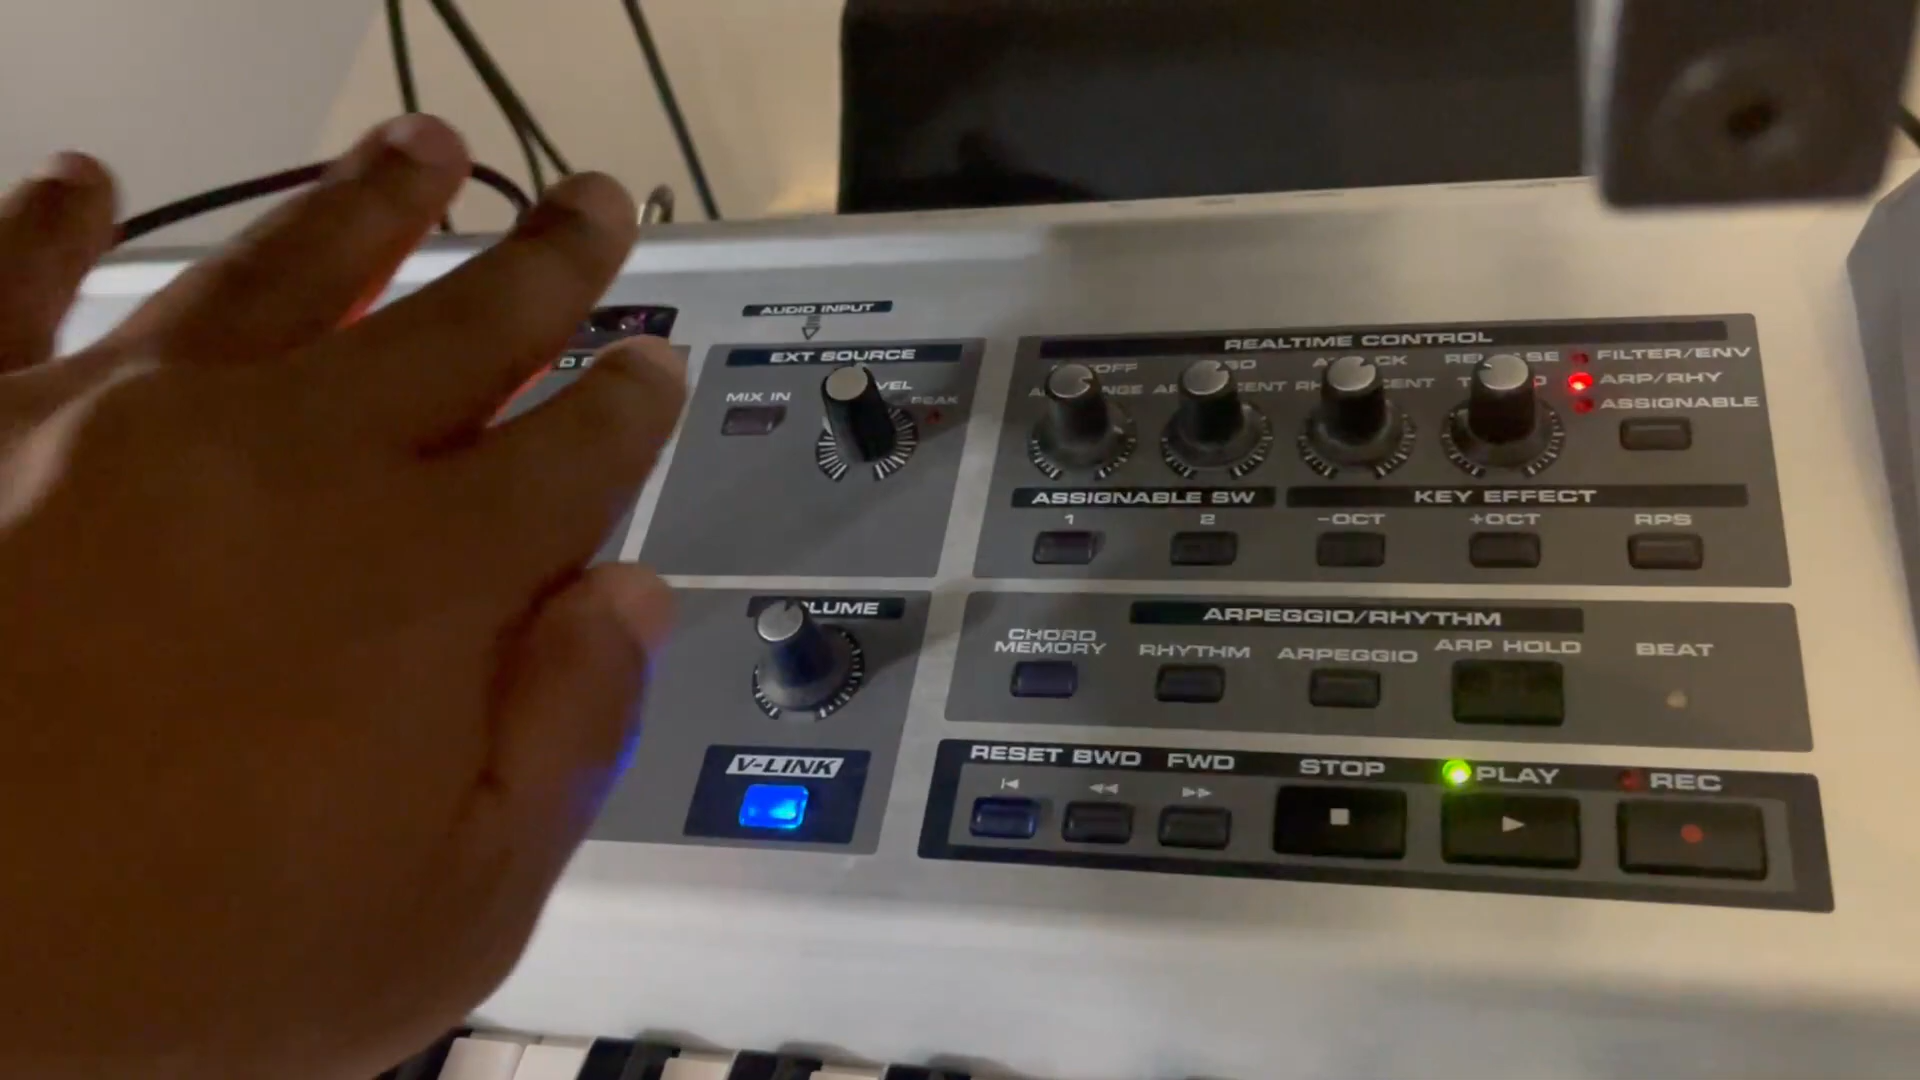 AUDIO INPUT
EXT SOURCE
MIX IN
PEAK
REALTIME CONTROL
FILTER/ENV
ARP/RHY
ASSIGNABLE
ASSIGNABLE SW
KEY EFFECT
1
2
-OCT
+OCT
RPS
V-LINK
ARPEGGIO/RHYTHM
CHORD
MEMORY
RHYTHM
ARPEGGIO
ARP HOLD
BEAT
RESET BWD FWD STOP PLAY REC